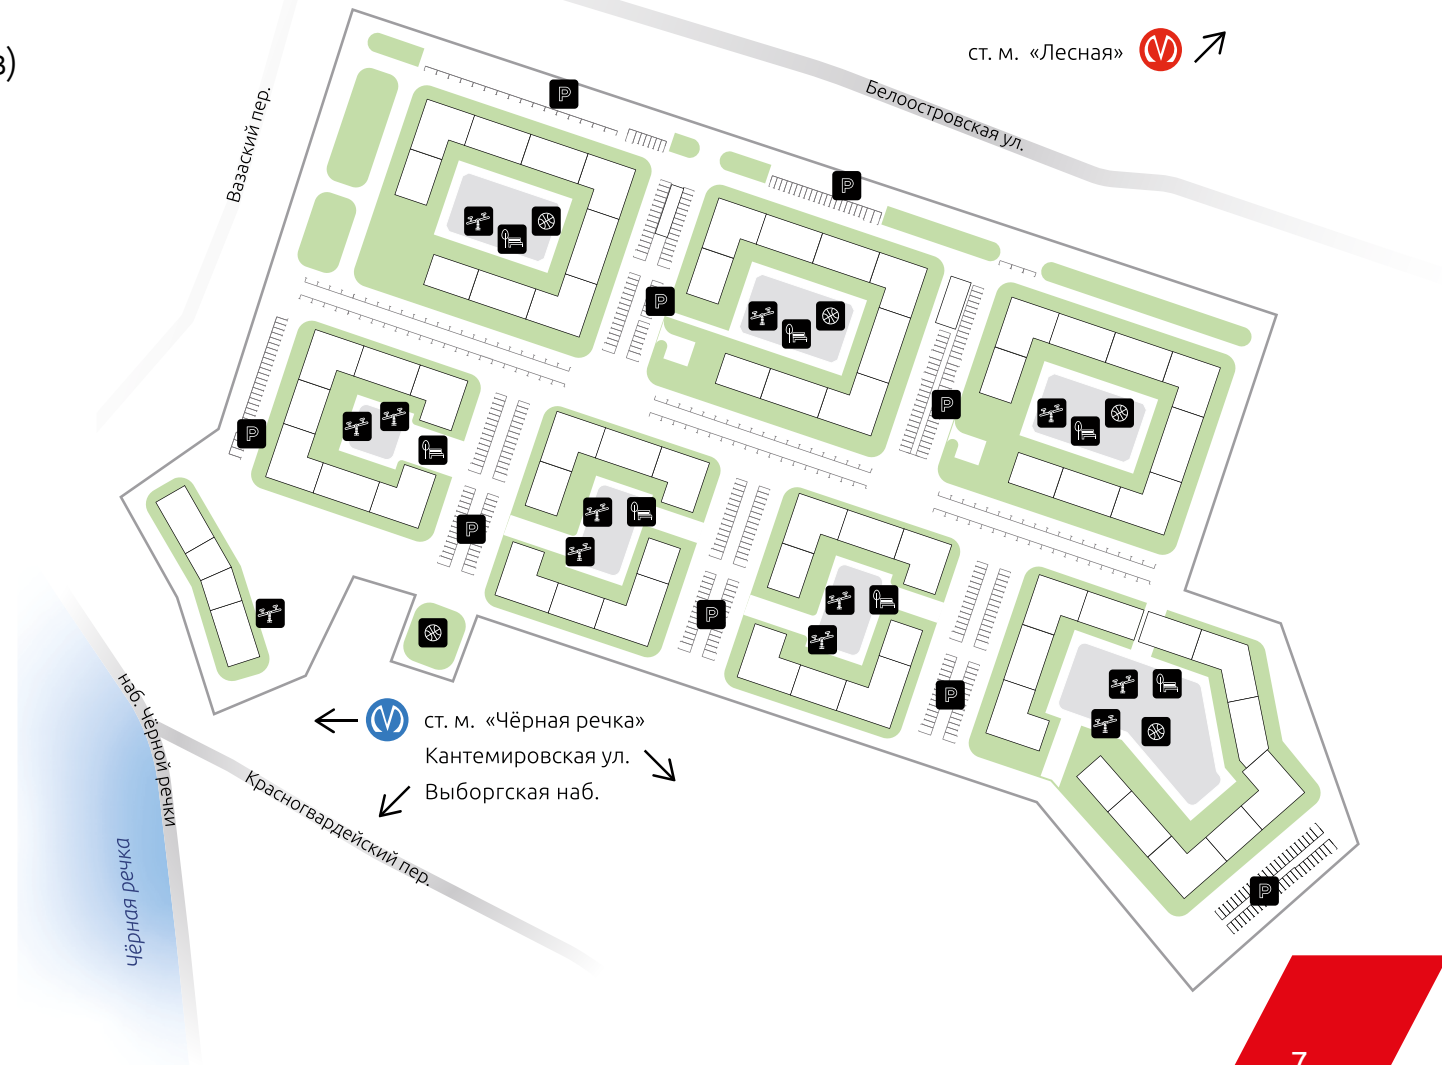 в)
ст. м. «Лесная»
Белоостровская ул.
Вазаский пер.
P
P
P
P
P
P
P
P
P
наб. Чёрной речки
ст. м. «Чёрная речка»
Кантемировская ул.
Выборгская наб.
Красногвардейский пер.
Чёрная речка
7